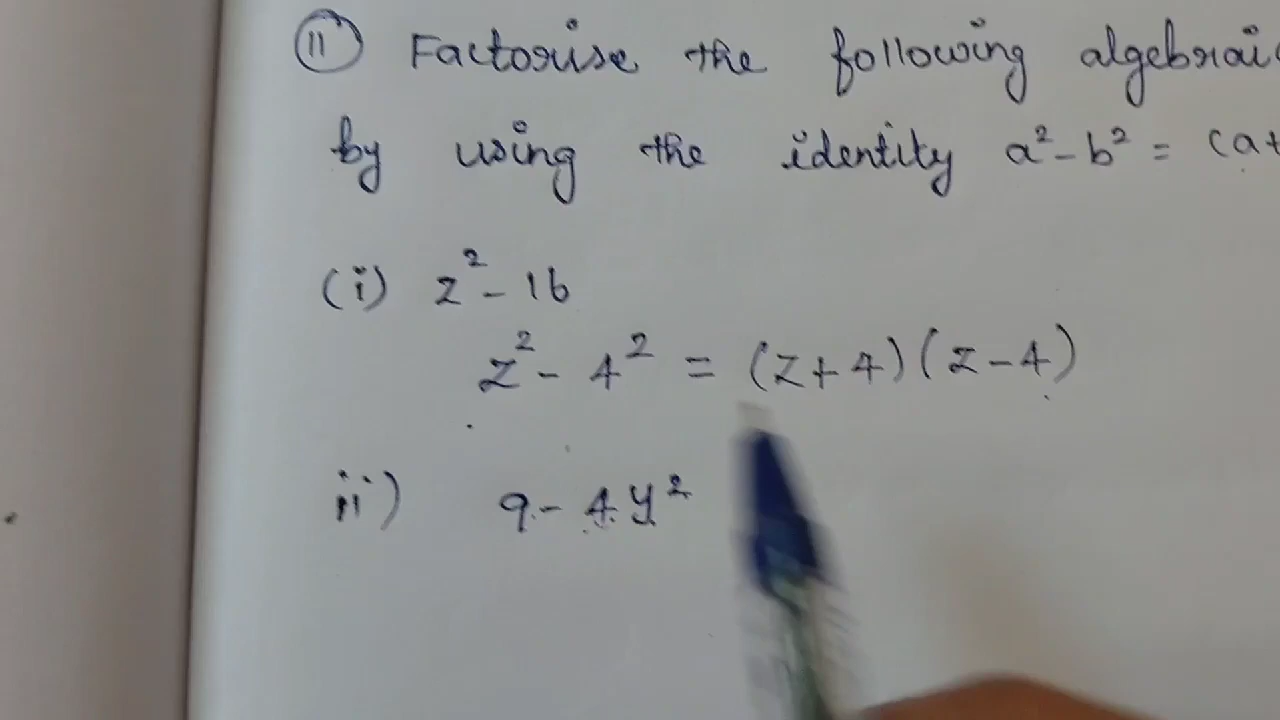 11 Factorise the following algebrai
by using the identity a² - b² = (a+
(i) z² - 16
z² - 4² = (z+4)(z-4)
ii) 9 - 4y²